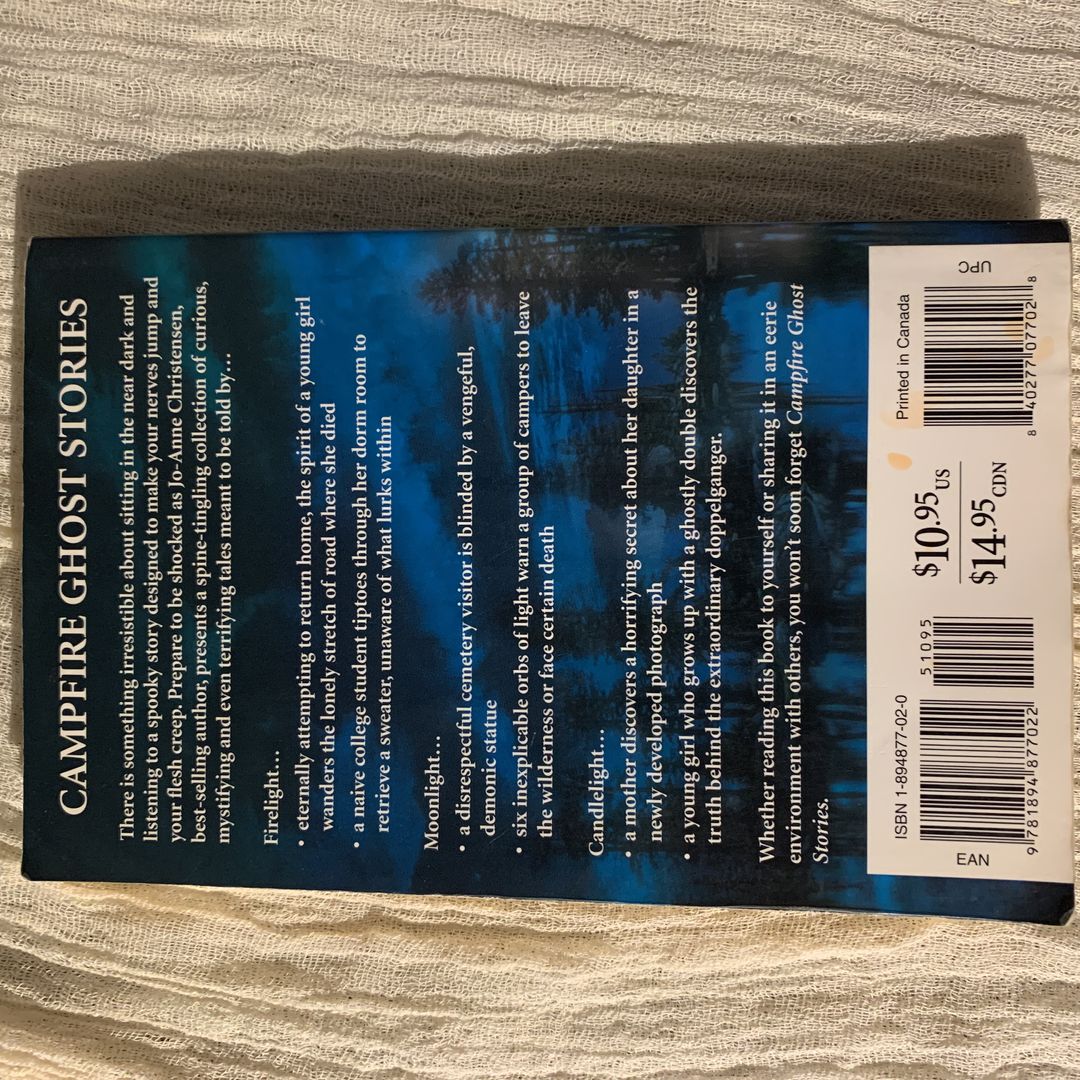 CAMPFIRE GHOST STORIES
There is something irresistible about sitting in the near dark and
listening to a spooky story designed to make your nerves jump and
your flesh creep. Prepare to be shocked as Jo-Anne Christensen,
best-selling author, presents a spine-tingling collection of curious,
mystifying and even terrifying tales meant to be told by…
Firelight…
• eternally attempting to return home, the spirit of a young girl
wanders the lonely stretch of road where she died
• a naïve college student tiptoes through her dorm room to
retrieve a sweater, unaware of what lurks within
Moonlight…
• a disrespectful cemetery visitor is blinded by a vengeful,
demonic statue
• six inexplicable orbs of light warn a group of campers to leave
the wilderness or face certain death
Candlelight…
• a mother discovers a horrifying secret about her daughter in a
newly developed photograph
• a young girl who grows up with a ghostly double discovers the
truth behind the extraordinary doppelganger.
Whether reading this book to yourself or sharing it in an eerie
environment with others, you won't soon forget Campfire Ghost
Stories.
ISBN 1-894877-02-0
51095
EAN
9 781894 877022
$10.95 US
$14.95 CDN
Printed in Canada
UPC
8 40277 07702 8